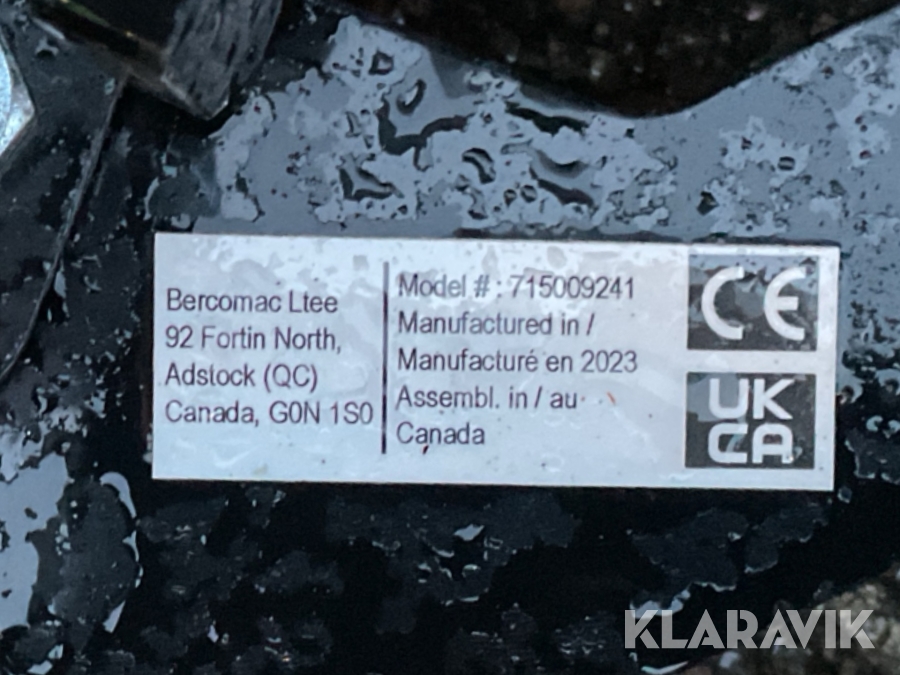 Bercomac Ltee
92 Fortin North,
Adstock (QC)
Canada, G0N 1S0
Model # : 715009241
Manufactured in /
Manufacturé en 2023
Assembl. in / au
Canada
CE
UK
CA
KLARAVIK